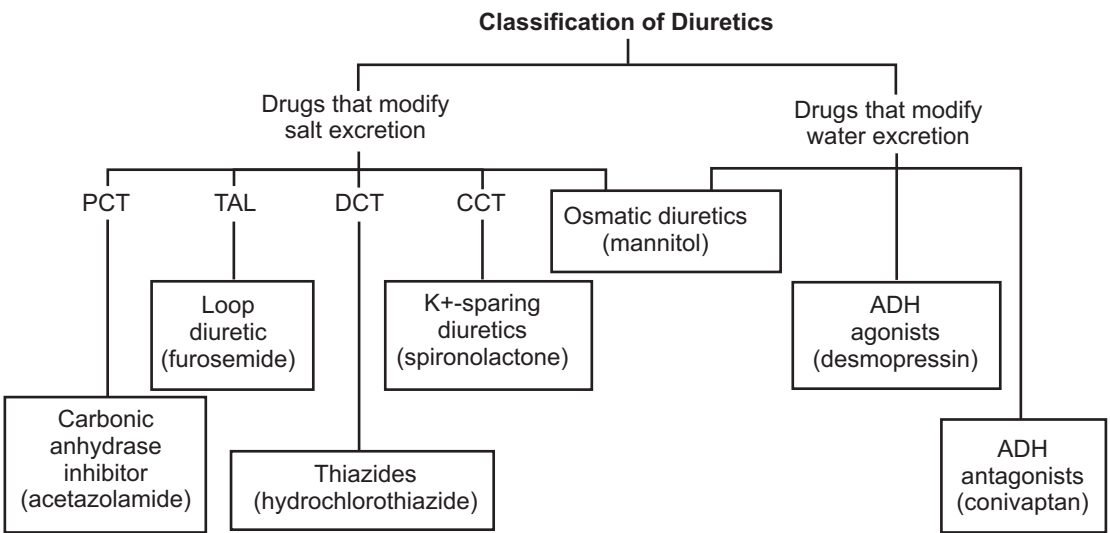 Classification of Diuretics
Drugs that modify
salt excretion
Drugs that modify
water excretion
PCT
TAL
DCT
CCT
Osmatic diuretics
(mannitol)
Loop
diuretic
(furosemide)
K+-sparing
diuretics
(spironolactone)
ADH
agonists
(desmopressin)
Carbonic
anhydrase
inhibitor
(acetazolamide)
Thiazides
(hydrochlorothiazide)
ADH
antagonists
(conivaptan)